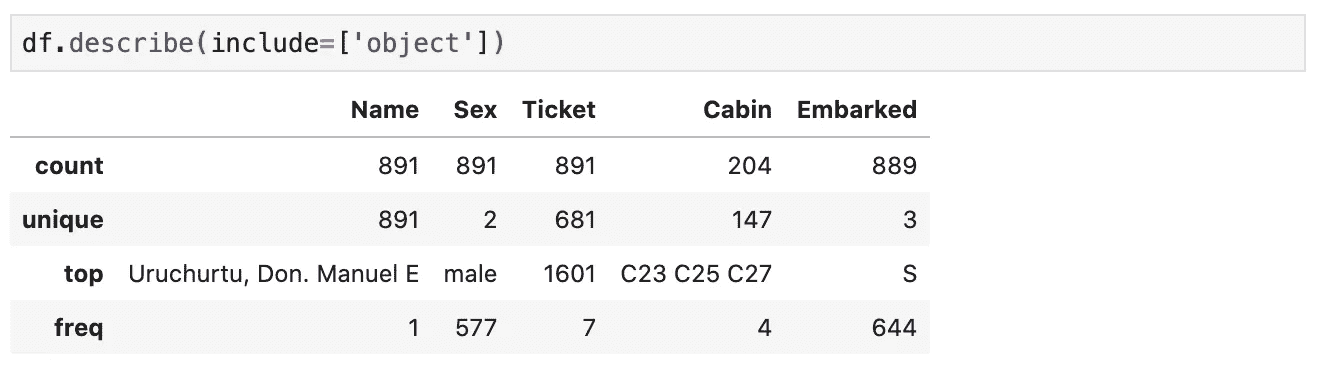 df.describe(include=['object'])
Name Sex Ticket Cabin Embarked
count 891 891 891 204 889
unique 891 2 681 147 3
top Uruchurtu, Don. Manuel E male 1601 C23 C25 C27 S
freq 1 577 7 4 644